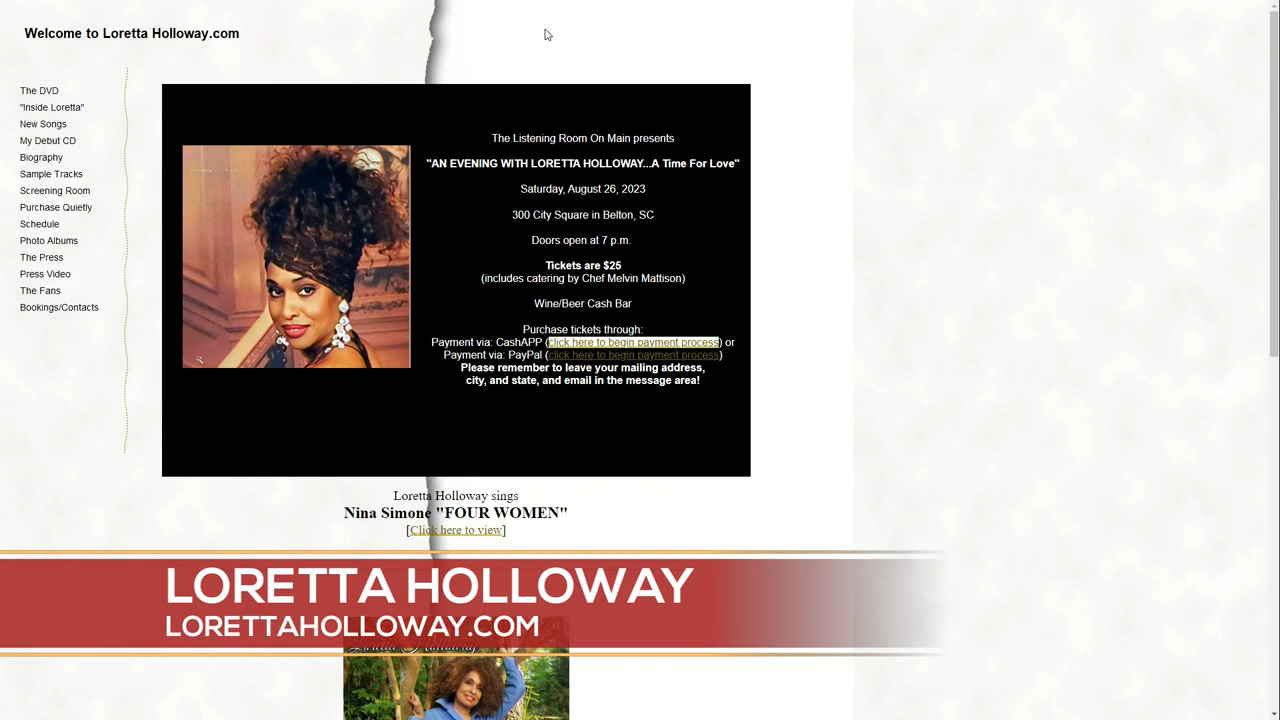 Welcome to Loretta Holloway.com
The DVD
"Inside Loretta"
New Songs
My Debut CD
Biography
Sample Tracks
Screening Room
Purchase Quietly
Schedule
Photo Albums
The Press
Press Video
The Fans
Bookings/Contacts
The Listening Room On Main presents
"AN EVENING WITH LORETTA HOLLOWAY...A Time For Love"
Saturday, August 26, 2023
300 City Square in Belton, SC
Doors open at 7 p.m.
Tickets are $25
(includes catering by Chef Melvin Mattison)
Wine/Beer Cash Bar
Purchase tickets through:
Payment via: CashAPP (click here to begin payment process) or
Payment via: PayPal (click here to begin payment process)
Please remember to leave your mailing address,
city, and state, and email in the message area!
Loretta Holloway sings
Nina Simone "FOUR WOMEN"
[Click here to view]
LORETTA HOLLOWAY
LORETTAHOLLOWAY.COM